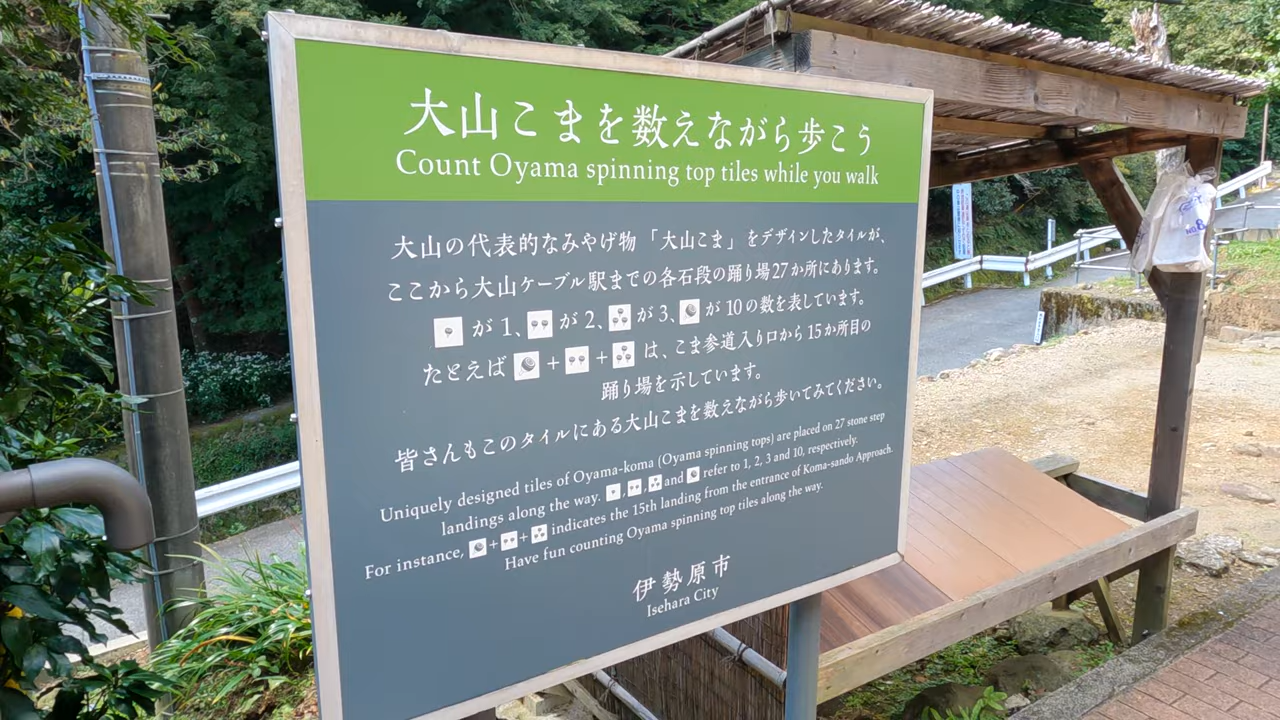 大山こまを数えながら歩こう
Count Oyama spinning top tiles while you walk
大山の代表的なみやげ物「大山こま」をデザインしたタイルが、
ここから大山ケーブル駅までの各石段の踊り場27か所にあります。
が 1、が 2、が 3、が 10の数を表しています。
たとえば + + は、こま参道入り口から15か所目の
踊り場を示しています。
皆さんもこのタイルにある大山こまを数えながら歩いてみてください。
Uniquely designed tiles of Oyama-koma (Oyama spinning tops) are placed on 27 stone step
landings along the way. , , and refer to 1, 2, 3 and 10, respectively.
For instance, + + indicates the 15th landing from the entrance of Koma-sando Approach.
Have fun counting Oyama spinning top tiles along the way.
伊勢原市
Isehara City